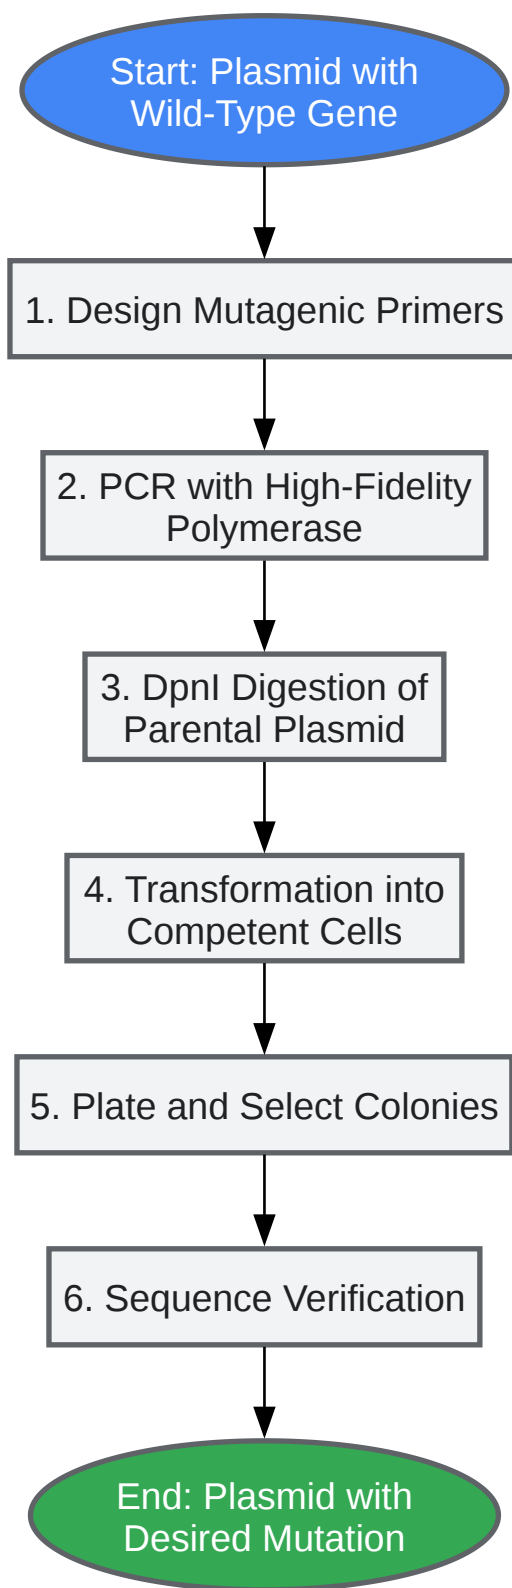 Start: Plasmid with
Wild-Type Gene
1. Design Mutagenic Primers
2. PCR with High-Fidelity
Polymerase
3. DpnI Digestion of
Parental Plasmid
4. Transformation into
Competent Cells
5. Plate and Select Colonies
6. Sequence Verification
End: Plasmid with
Desired Mutation